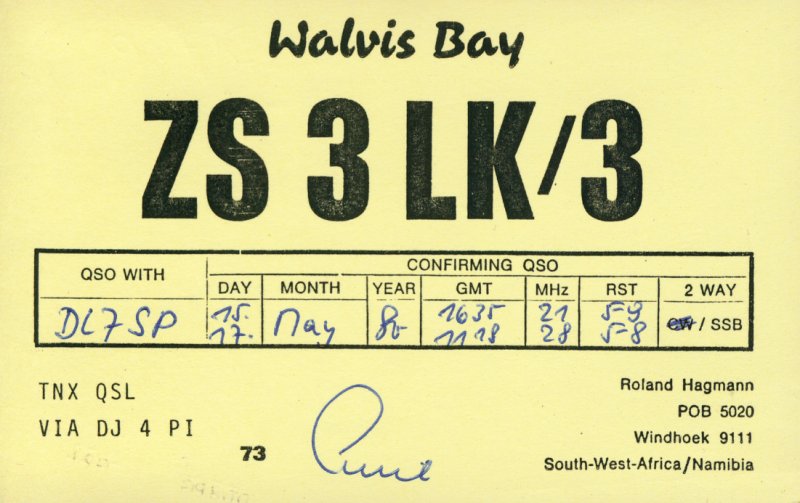 Walvis Bay
ZS 3 LK/3
QSO WITH
CONFIRMING QSO
DAY MONTH YEAR GMT MHz RST 2 WAY
DL7SP 15. May 80 1635 21 5-9 CW / SSB
17. 1118 28 5-8
TNX QSL
VIA DJ 4 PI
73
Roland Hagmann
POB 5020
Windhoek 9111
South-West-Africa/Namibia